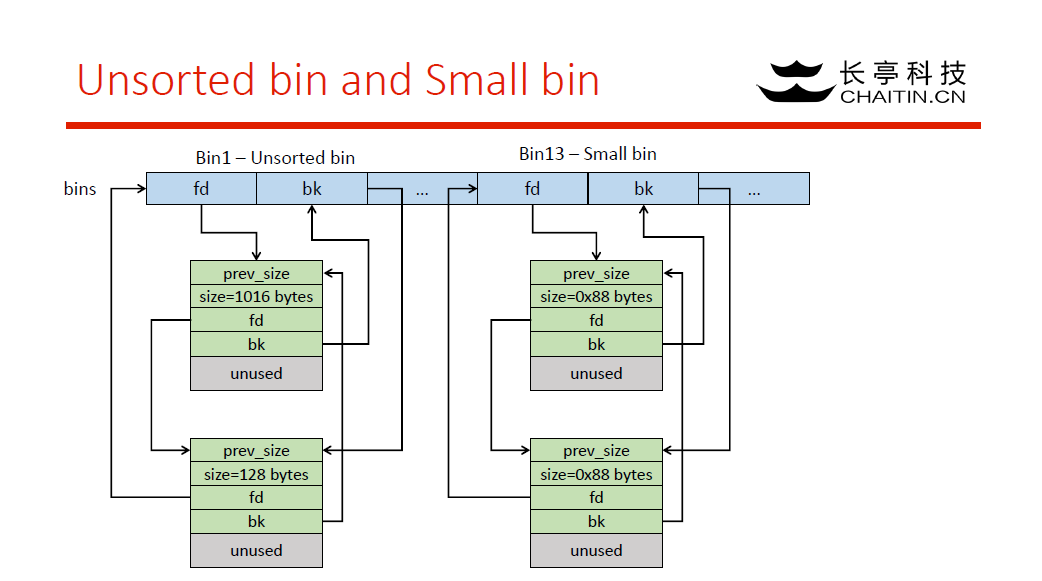 Unsorted bin and Small bin
长亭科技
CHAITIN.CN
Bin1 – Unsorted bin
Bin13 – Small bin
bins
fd
bk
...
fd
bk
...
prev_size
size=1016 bytes
fd
bk
unused
prev_size
size=0x88 bytes
fd
bk
unused
prev_size
size=128 bytes
fd
bk
unused
prev_size
size=0x88 bytes
fd
bk
unused